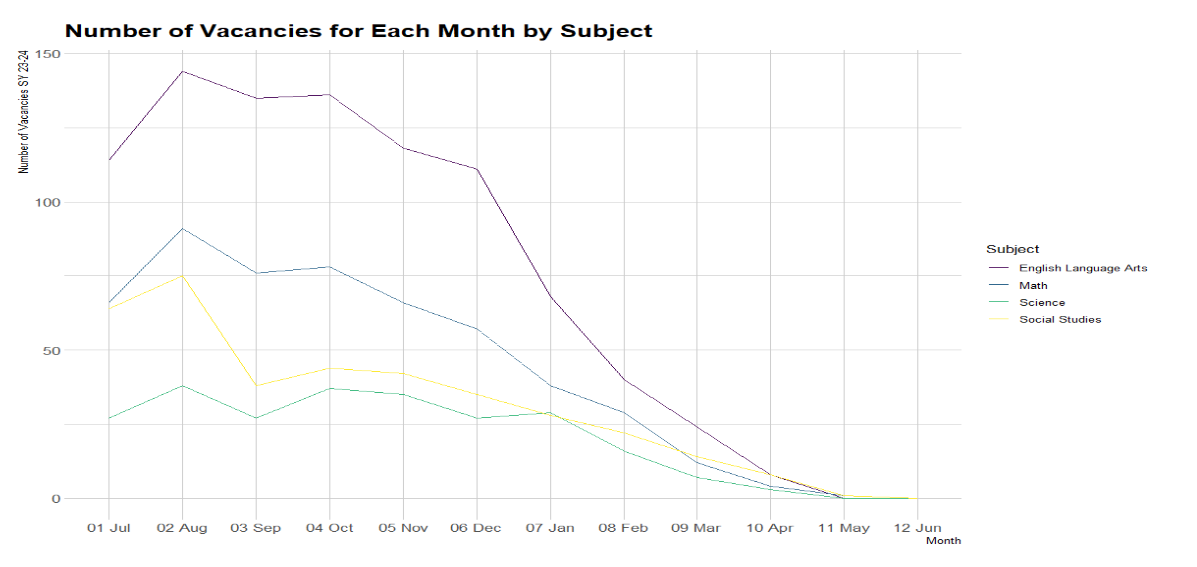 Number of Vacancies for Each Month by Subject
Number of Vacancies SY 23-24
150
100
50
0
01 Jul 02 Aug 03 Sep 04 Oct 05 Nov 06 Dec 07 Jan 08 Feb 09 Mar 10 Apr 11 May 12 Jun
Month
Subject
English Language Arts
Math
Science
Social Studies